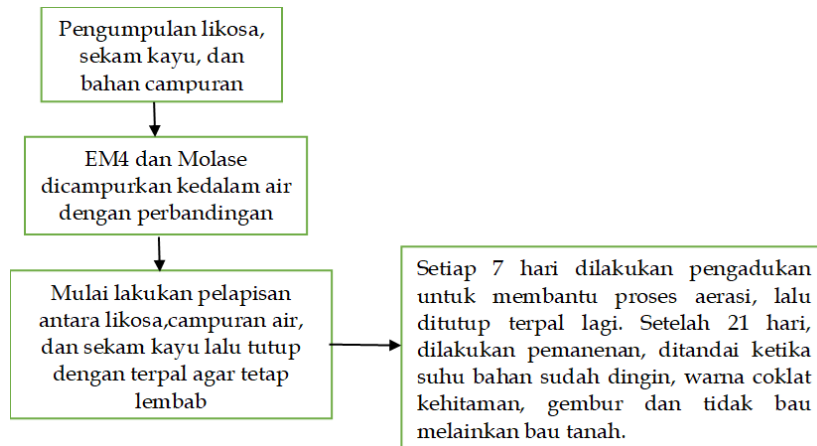 Pengumpulan likosa,
sekam kayu, dan
bahan campuran
EM4 dan Molase
dicampurkan kedalam air
dengan perbandingan
Mulai lakukan pelapisan
antara likosa,campuran air,
dan sekam kayu lalu tutup
dengan terpal agar tetap
lembab
Setiap 7 hari dilakukan pengadukan
untuk membantu proses aerasi, lalu
ditutup terpal lagi. Setelah 21 hari,
dilakukan pemanenan, ditandai ketika
suhu bahan sudah dingin, warna coklat
kehitaman, gembur dan tidak bau
melainkan bau tanah.